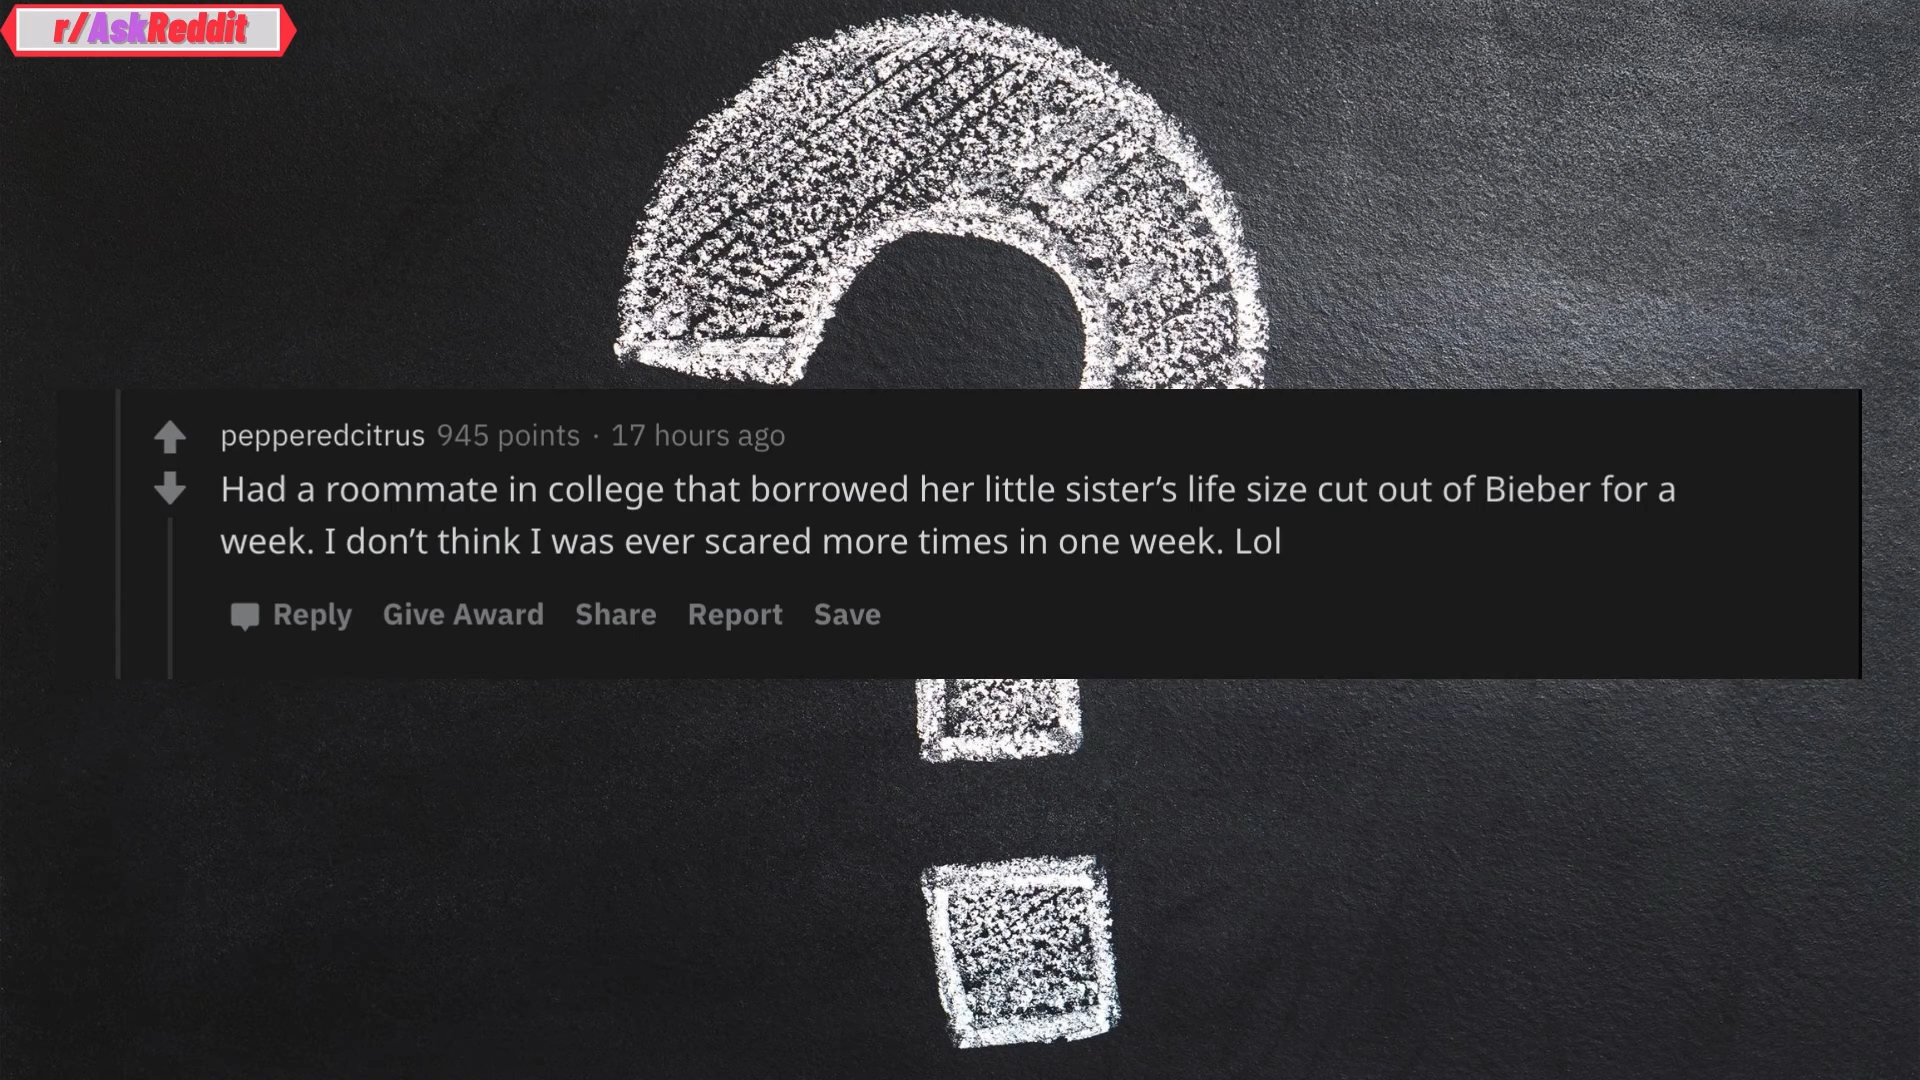 r/AskReddit
pepperedcitrus 945 points · 17 hours ago
Had a roommate in college that borrowed her little sister’s life size cut out of Bieber for a
week. I don’t think I was ever scared more times in one week. Lol
Reply Give Award Share Report Save